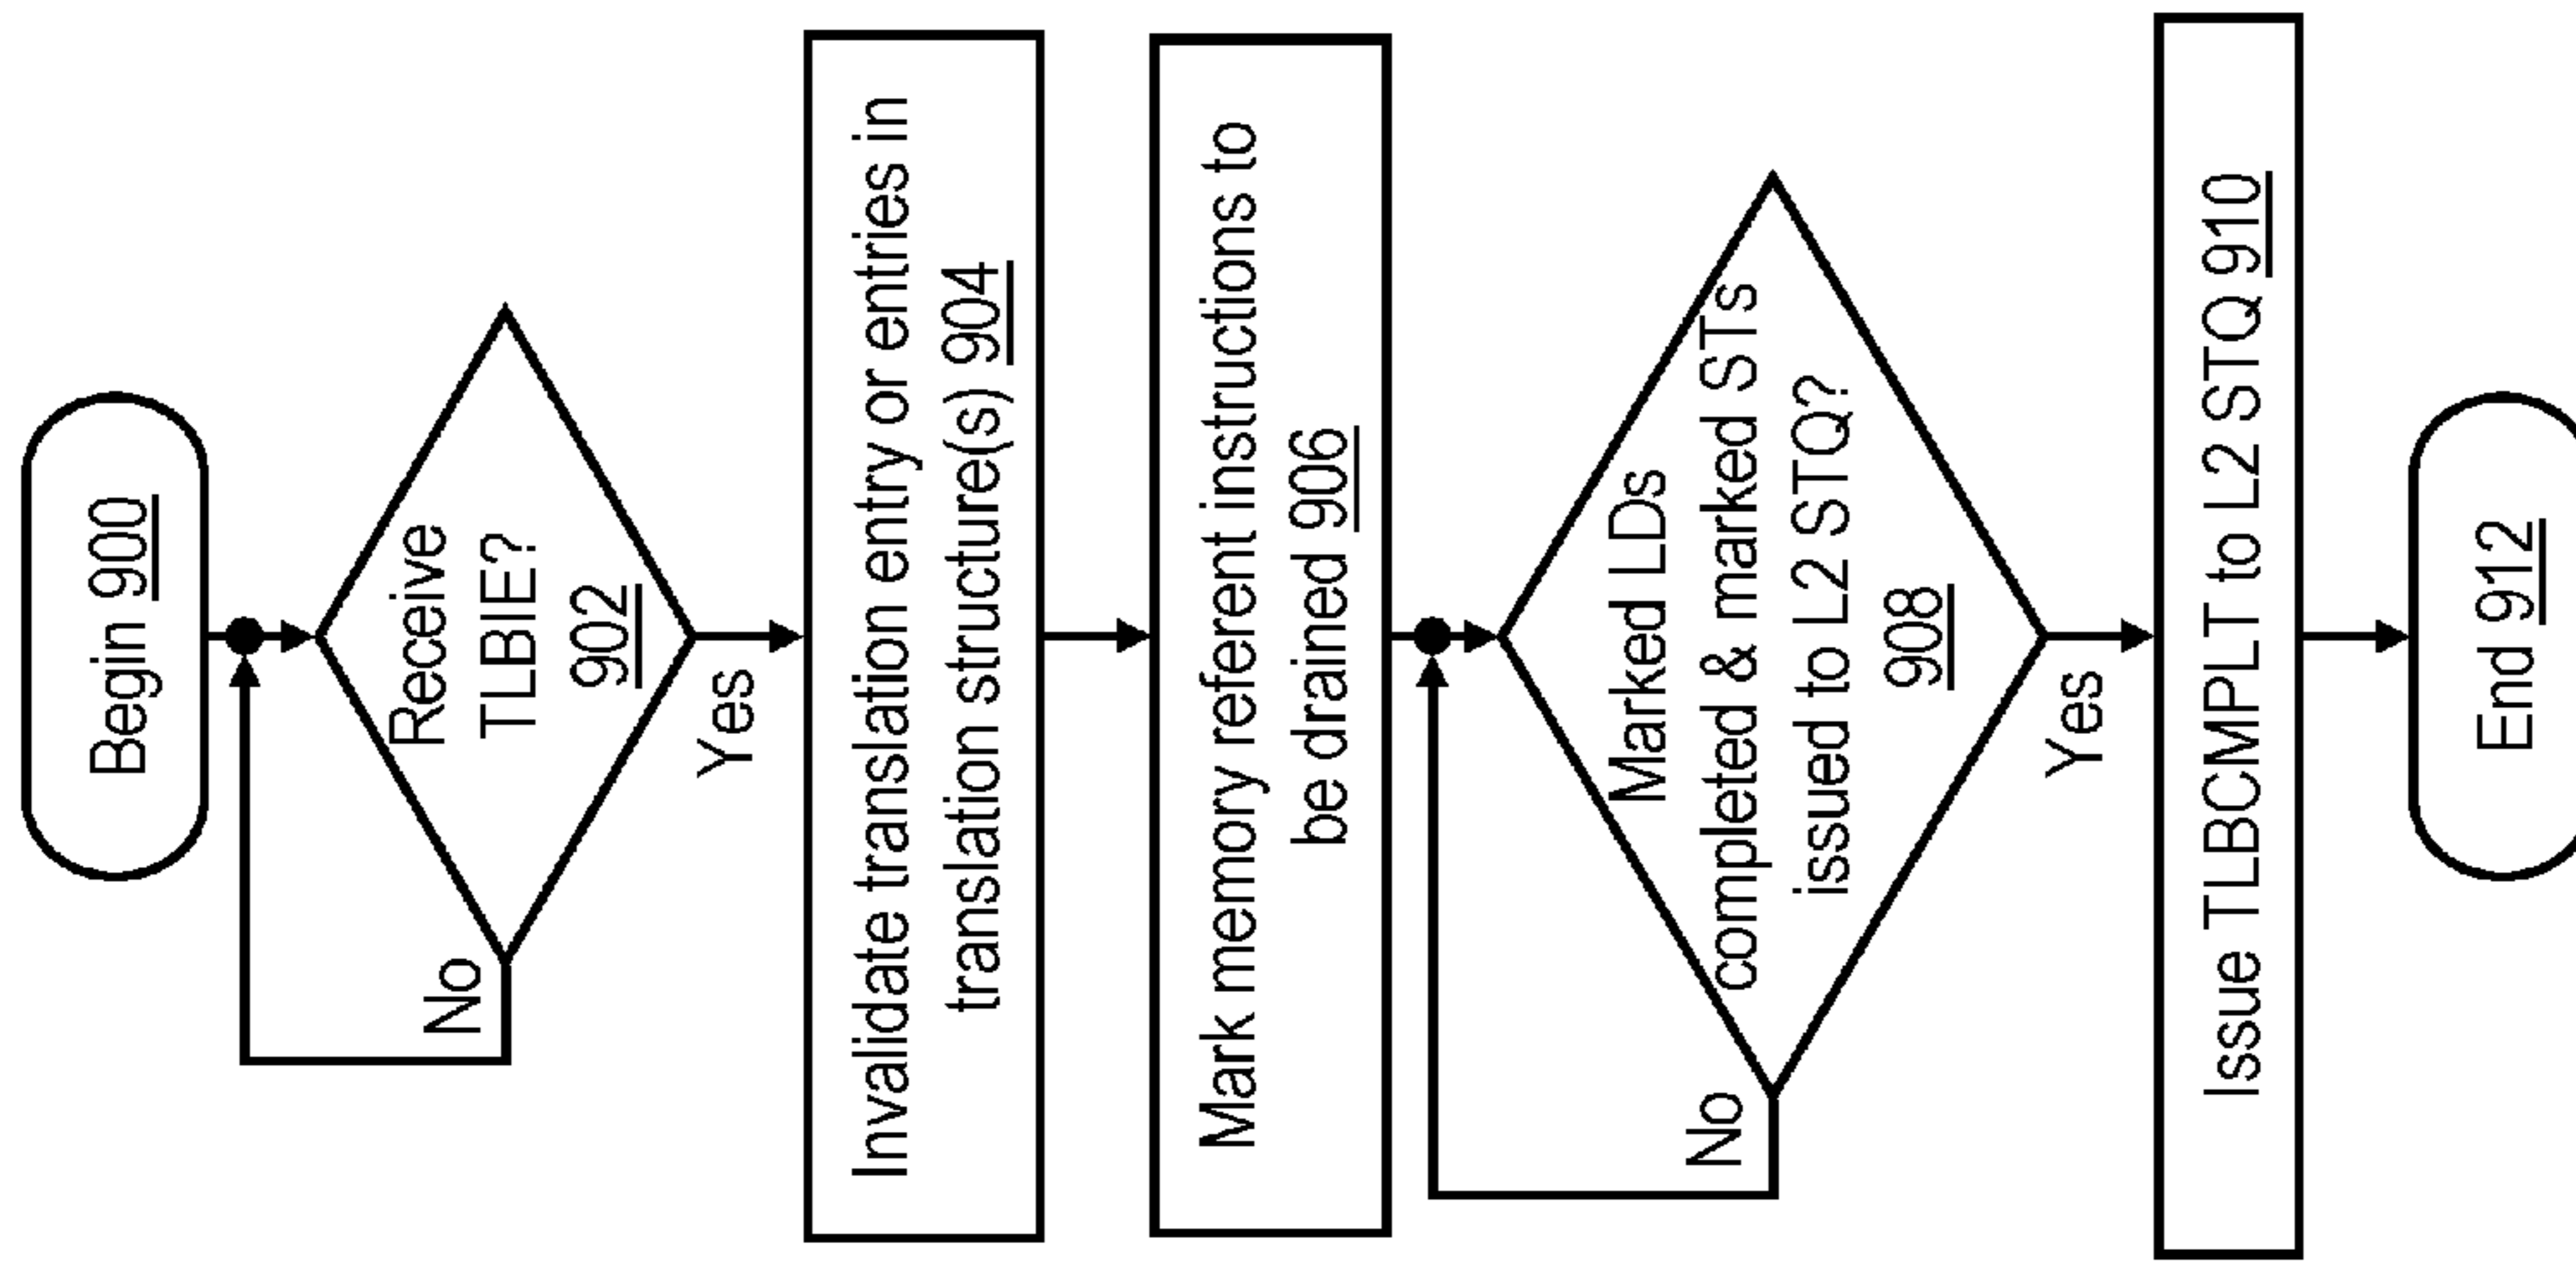 Begin 900
Receive
TLBIE?
902
No
Yes
Invalidate translation entry or entries in
translation structure(s) 904
Mark memory referent instructions to
be drained 906
Marked LDs
completed & marked STs
issued to L2 STQ?
908
No
Yes
Issue TLBCMPLT to L2 STQ 910
End 912